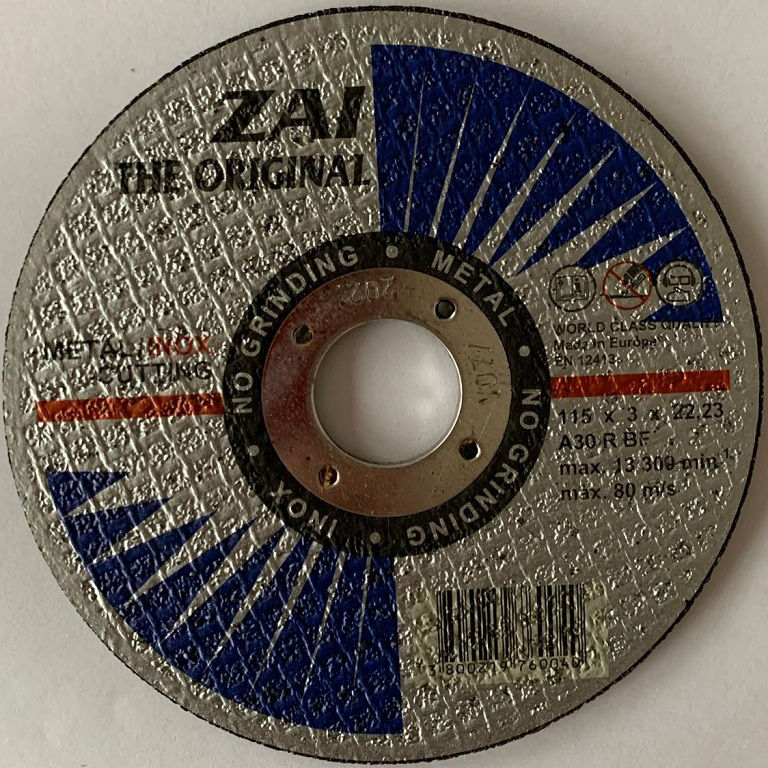 ZAI
THE ORIGINAL
METAL/INOX
CUTTING
NO GRINDING • METAL • NO GRINDING • INOX •
WORLD CLASS QUALITY
Made in Europe
EN 12413
115 x 3 x 22,23
A30 R BF
max. 13 309 min⁻¹
max. 80 m/s